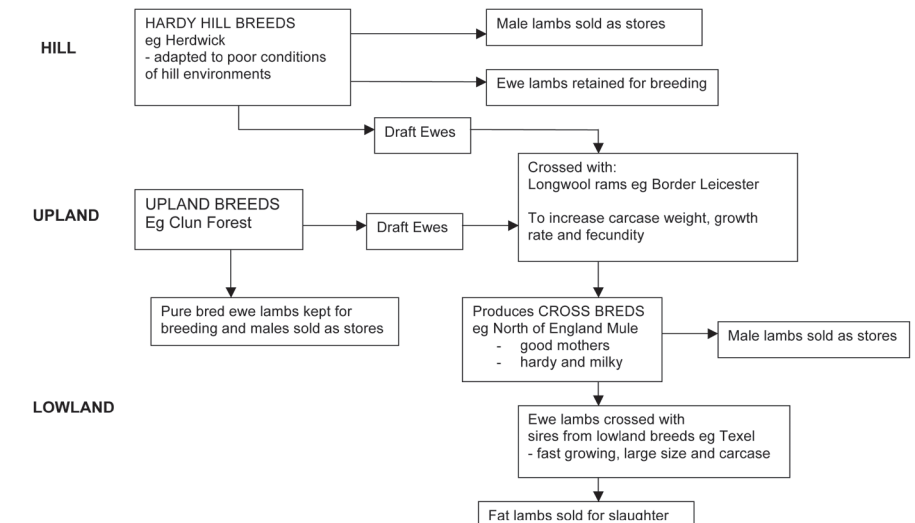 HILL
HARDY HILL BREEDS
eg Herdwick
- adapted to poor conditions
of hill environments
Male lambs sold as stores
Ewe lambs retained for breeding
Draft Ewes
UPLAND
UPLAND BREEDS
Eg Clun Forest
Draft Ewes
Crossed with:
Longwool rams eg Border Leicester
To increase carcase weight, growth
rate and fecundity
Pure bred ewe lambs kept for
breeding and males sold as stores
Produces CROSS BREDS
eg North of England Mule
- good mothers
- hardy and milky
Male lambs sold as stores
LOWLAND
Ewe lambs crossed with
sires from lowland breeds eg Texel
- fast growing, large size and carcase
Fat lambs sold for slaughter